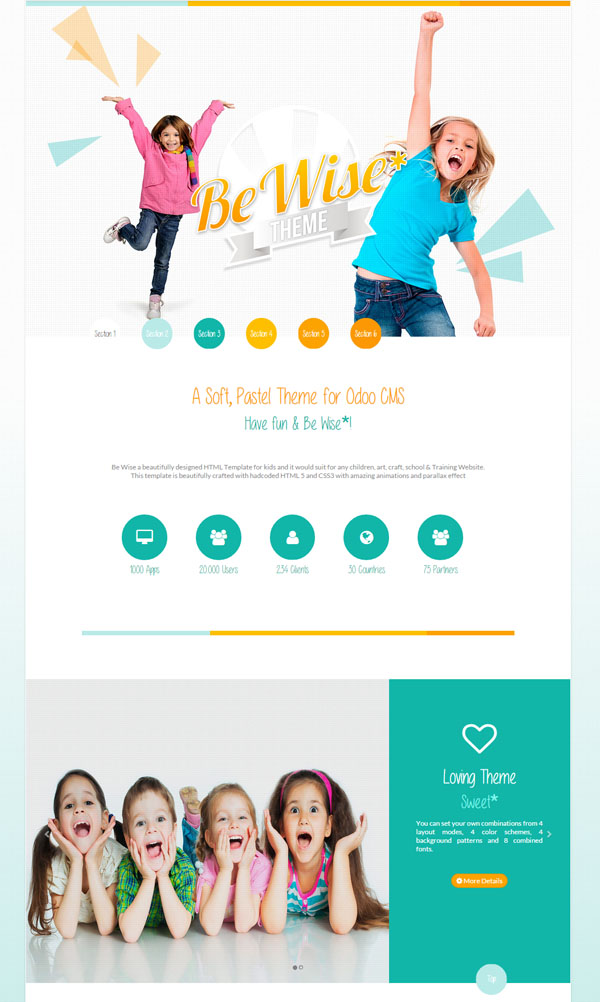 Be Wise*
THEME
Section 1
Section 2
Section 3
Section 4
Section 5
Section 6
A Soft, Pastel Theme for Odoo CMS
Have fun & Be Wise*!
Be Wise a beautifully designed HTML Template for kids and it would suit for any children, art, craft, school & Training Website.
This template is beautifully crafted with hadcoded HTML 5 and CSS3 with amazing animations and parallax effect
1000 Apps
20.000 Users
234 Clients
30 Countries
75 Partners
Loving Theme
Sweet*
You can set your own combinations from 4
layout modes, 4 color schemes, 4
background patterns and 8 combined
fonts.
More Details
Top